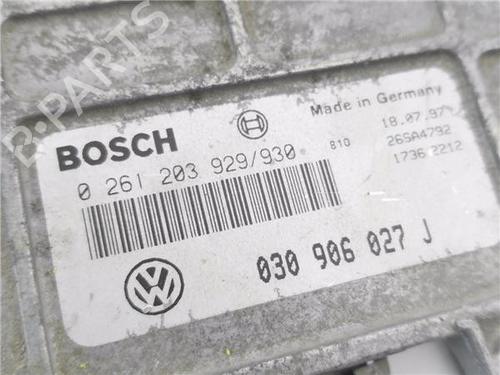 B-PARTS
BOSCH
Made in Germany
0 261 203 929/930
810
18.07.97
26SA4792
1736 2212
030 906 027 J